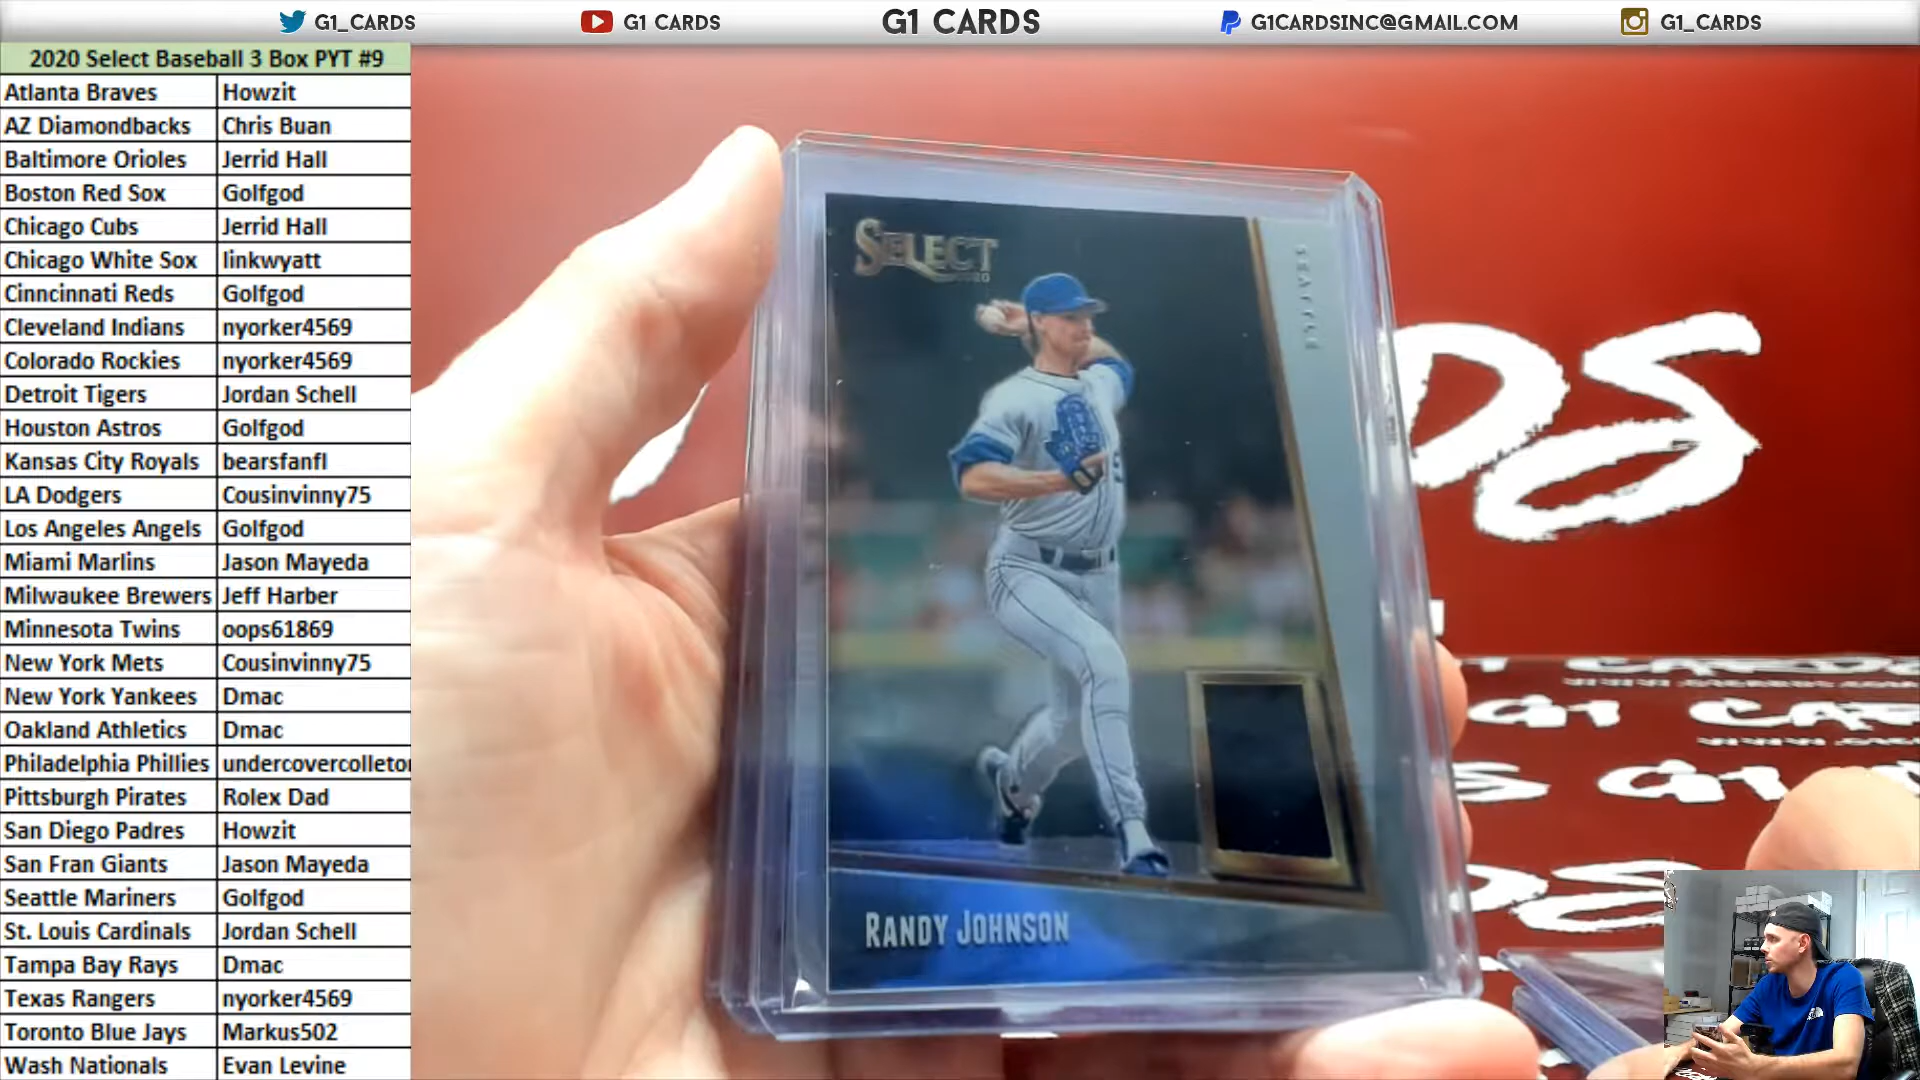 G1_CARDS
G1 CARDS
G1 CARDS
G1CARDSINC@GMAIL.COM
G1_CARDS
2020 Select Baseball 3 Box PYT #9
Atlanta Braves Howzit
AZ Diamondbacks Chris Buan
Baltimore Orioles Jerrid Hall
Boston Red Sox Golfgod
Chicago Cubs Jerrid Hall
Chicago White Sox linkwyatt
Cinncinnati Reds Golfgod
Cleveland Indians nyorker4569
Colorado Rockies nyorker4569
Detroit Tigers Jordan Schell
Houston Astros Golfgod
Kansas City Royals bearsfanfl
LA Dodgers Cousinvinny75
Los Angeles Angels Golfgod
Miami Marlins Jason Mayeda
Milwaukee Brewers Jeff Harber
Minnesota Twins oops61869
New York Mets Cousinvinny75
New York Yankees Dmac
Oakland Athletics Dmac
Philadelphia Phillies undercovercolletor
Pittsburgh Pirates Rolex Dad
San Diego Padres Howzit
San Fran Giants Jason Mayeda
Seattle Mariners Golfgod
St. Louis Cardinals Jordan Schell
Tampa Bay Rays Dmac
Texas Rangers nyorker4569
Toronto Blue Jays Markus502
Wash Nationals Evan Levine
SELECT
2020
SEATTLE
RANDY JOHNSON
G1 CARDS